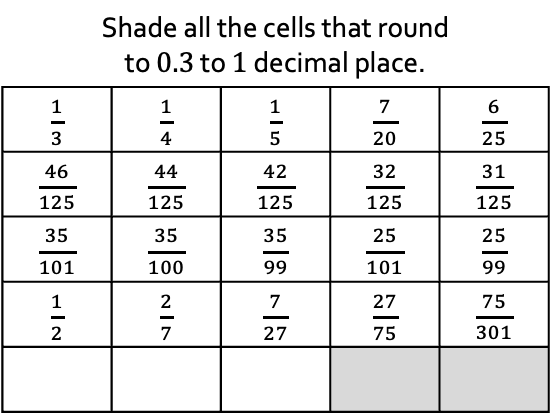 Shade all the cells that round
to 0.3 to 1 decimal place.
1/3 1/4 1/5 7/20 6/25
46/125 44/125 42/125 32/125 31/125
35/101 35/100 35/99 25/101 25/99
1/2 2/7 7/27 27/75 75/301